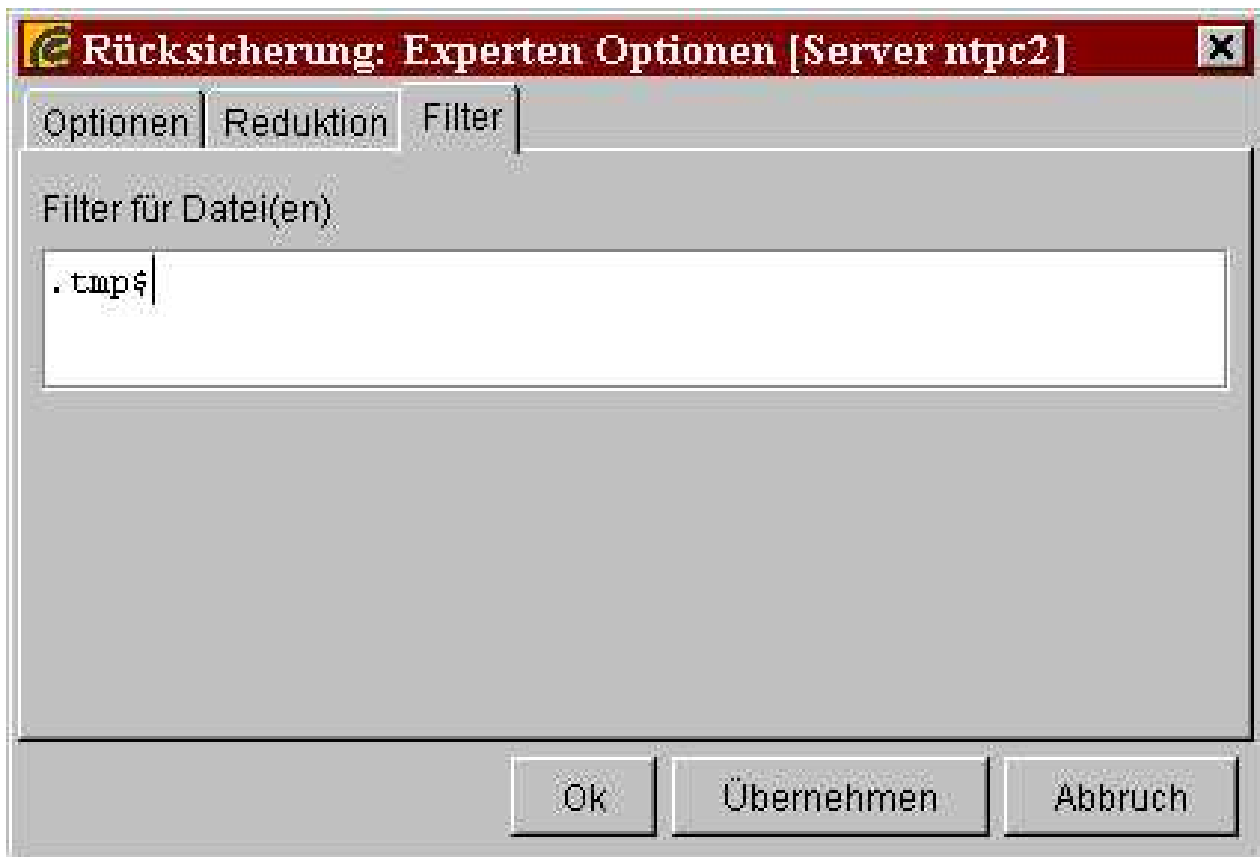 Rücksicherung: Experten Optionen [Server ntpc2]
Optionen Reduktion Filter
Filter für Datei(en)
.tmp$
Ok Übernehmen Abbruch